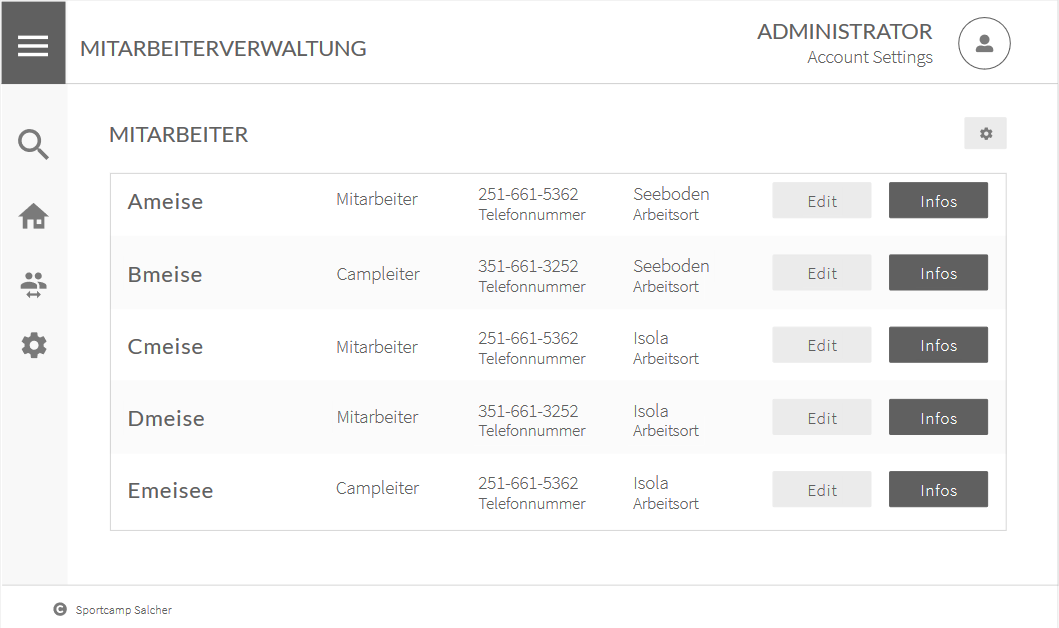 MITARBEITERVERWALTUNG
ADMINISTRATOR
Account Settings
MITARBEITER
Ameise
Mitarbeiter
251-661-5362
Telefonnummer
Seeboden
Arbeitsort
Edit
Infos
Bmeise
Campleiter
351-661-3252
Telefonnummer
Seeboden
Arbeitsort
Edit
Infos
Cmeise
Mitarbeiter
251-661-5362
Telefonnummer
Isola
Arbeitsort
Edit
Infos
Dmeise
Mitarbeiter
351-661-3252
Telefonnummer
Isola
Arbeitsort
Edit
Infos
Emeisee
Campleiter
251-661-5362
Telefonnummer
Isola
Arbeitsort
Edit
Infos
© Sportcamp Salcher